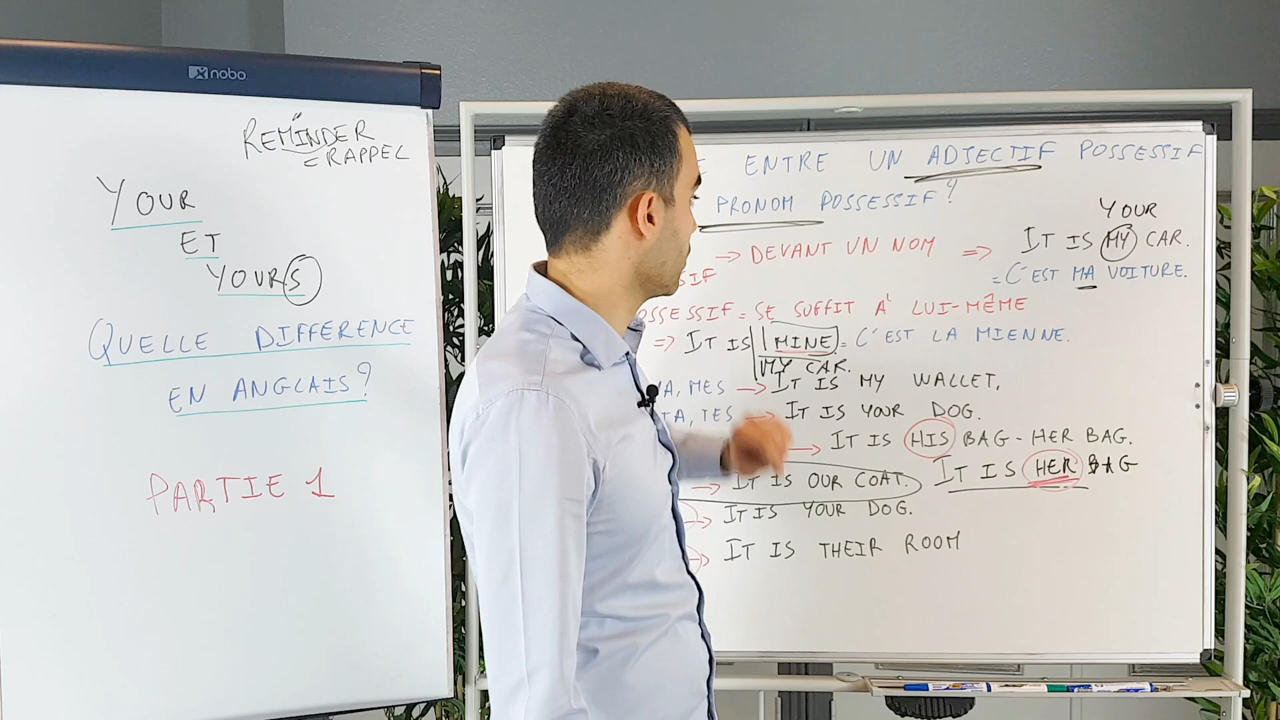 nobo
REMINDER
= RAPPEL
YOUR
ET
YOURS
QUELLE DIFFERENCE
EN ANGLAIS?
PARTIE 1
ENTRE UN ADJECTIF POSSESSIF
PRONOM POSSESSIF?
YOUR
→ DEVANT UN NOM => IT IS MY CAR.
= C'EST MA VOITURE.
SIF
OSSESSIF = SE SUFFIT À LUI-MÊME
=> IT IS MINE = C'EST LA MIENNE.
MY CAR.
A, MES → IT IS MY WALLET,
TA, TES → IT IS YOUR DOG.
→ IT IS HIS BAG - HER BAG.
IT IS HER BAG
→ IT IS OUR COAT.
→ IT IS YOUR DOG.
→ IT IS THEIR ROOM